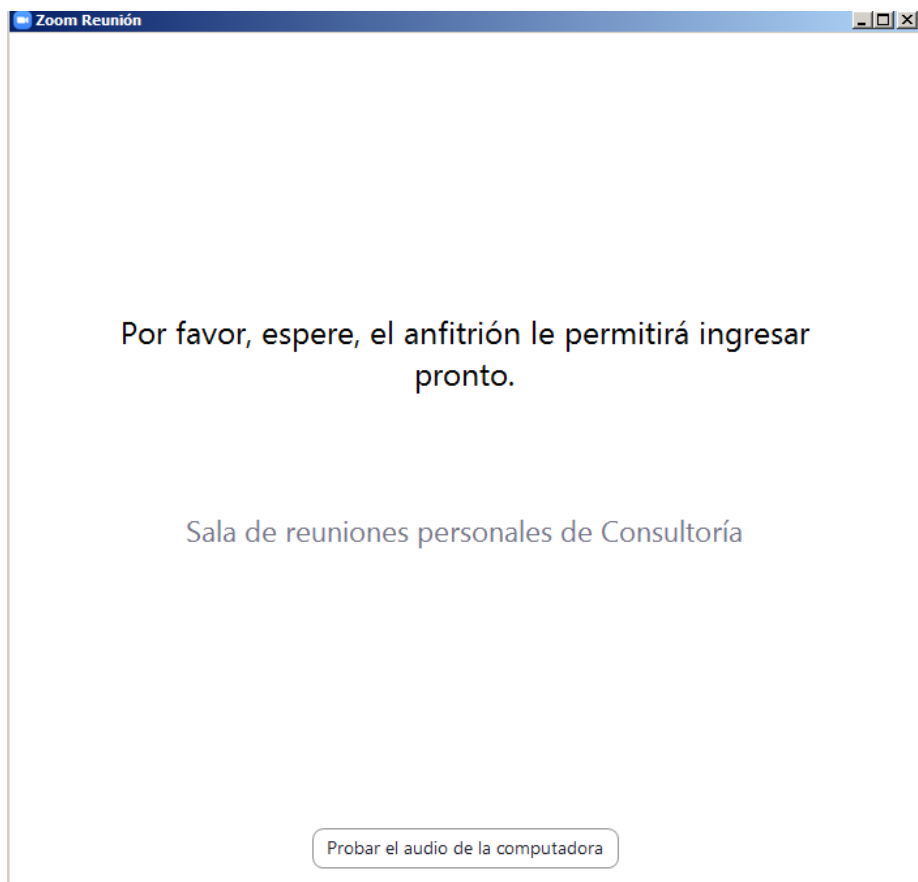 Zoom Reunión
Por favor, espere, el anfitrión le permitirá ingresar
pronto.
Sala de reuniones personales de Consultoría
Probar el audio de la computadora